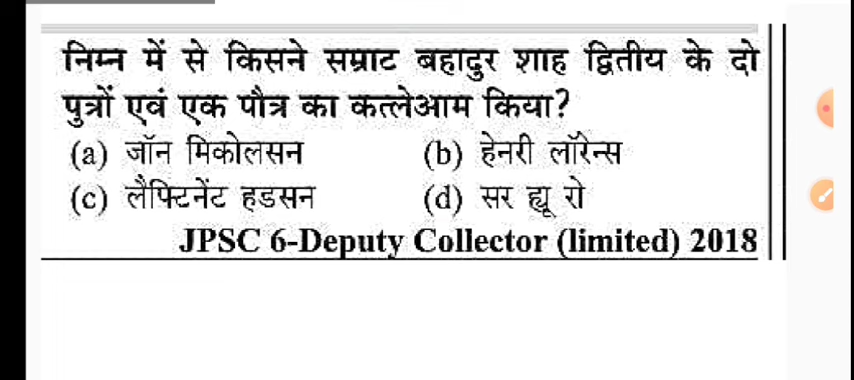 निम्न में से किसने सम्राट बहादुर शाह द्वितीय के दो
पुत्रों एवं एक पौत्र का कत्लेआम किया?
(a) जॉन मिकोलसन (b) हेनरी लॉरेन्स
(c) लैफ्टिनेंट हडसन (d) सर ह्यू रो
JPSC 6-Deputy Collector (limited) 2018